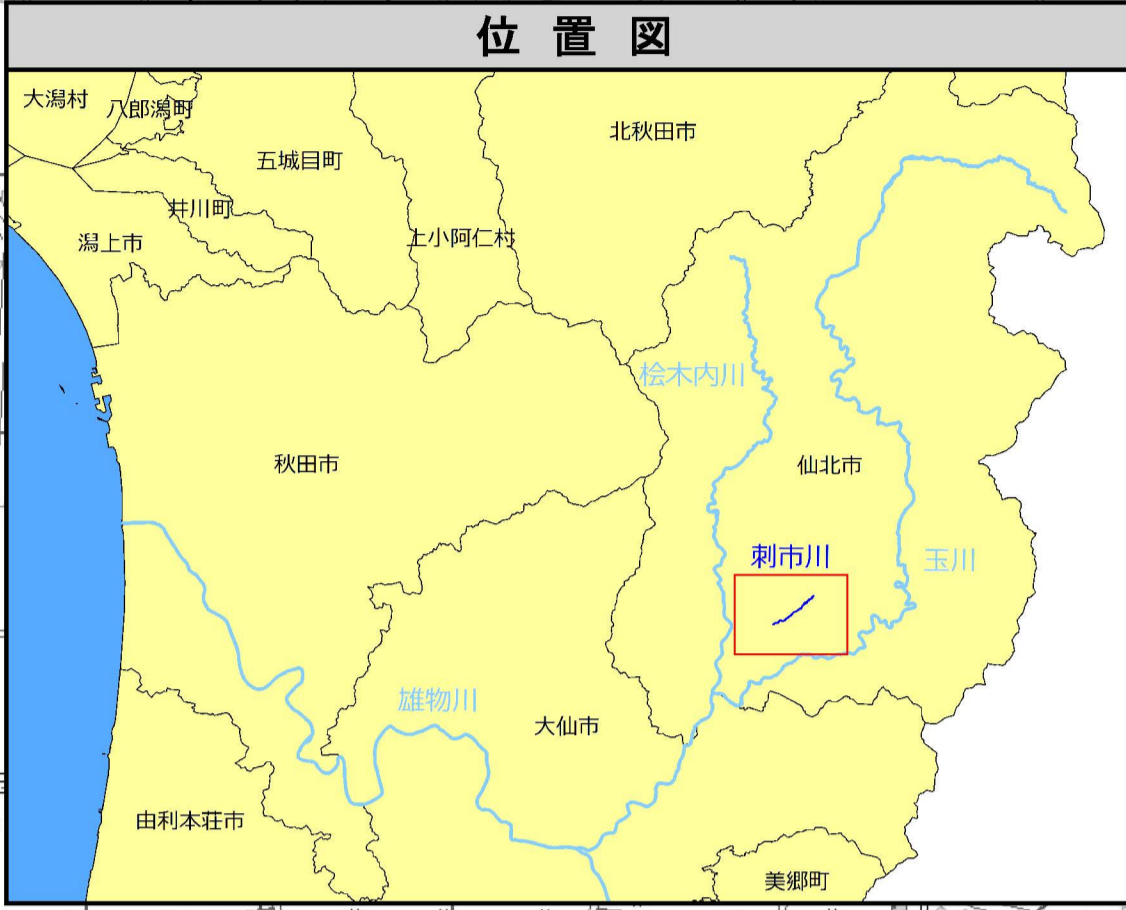 位置図
大潟村
八郎潟町
北秋田市
五城目町
井川町
潟上市
上小阿仁村
桧木内川
秋田市
仙北市
刺市川
玉川
雄物川
大仙市
由利本荘市
美郷町